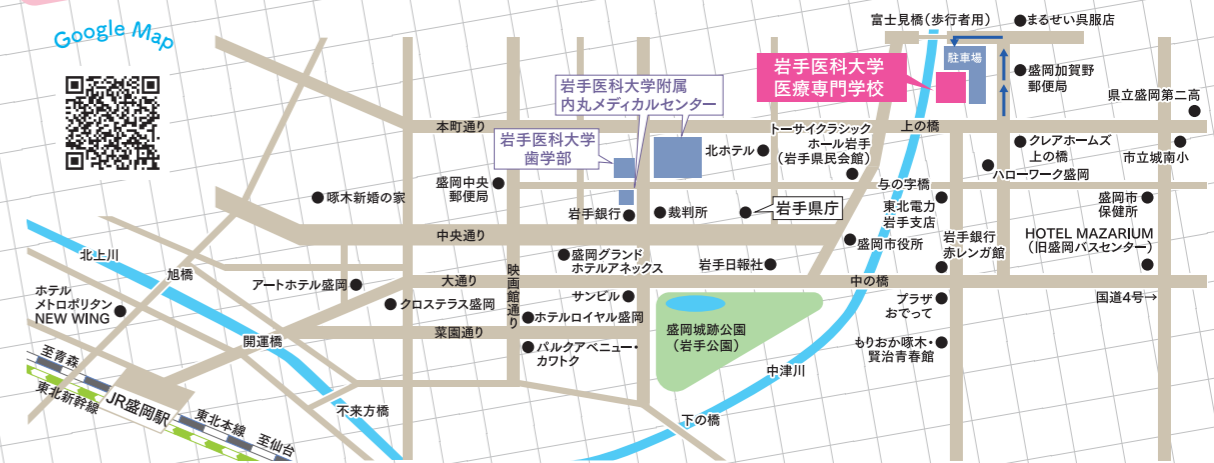 Google Map
富士見橋(歩行者用)
まるせい呉服店
駐車場
岩手医科大学
医療専門学校
盛岡加賀野
郵便局
県立盛岡第二高
岩手医科大学附属
内丸メディカルセンター
本町通り
岩手医科大学
歯学部
北ホテル
トーサイクラシック
ホール岩手
(岩手県民会館)
上の橋
クレアホームズ
上の橋
市立城南小
ハローワーク盛岡
盛岡中央
郵便局
啄木新婚の家
与の字橋
東北電力
岩手支店
盛岡市
保健所
岩手銀行
裁判所
岩手県庁
中央通り
盛岡市役所
岩手銀行
赤レンガ館
HOTEL MAZARIUM
(旧盛岡バスセンター)
北上川
旭橋
盛岡グランド
ホテルアネックス
岩手日報社
アートホテル盛岡
大通り
映画館通り
中の橋
国道4号→
ホテル
メトロポリタン
NEW WING
クロステラス盛岡
サンビル
プラザ
おでって
ホテルロイヤル盛岡
菜園通り
盛岡城跡公園
(岩手公園)
開運橋
パルクアベニュー・
カワトク
もりおか啄木・
賢治青春館
中津川
至青森
東北新幹線
JR盛岡駅
不来方橋
下の橋
東北本線
至仙台